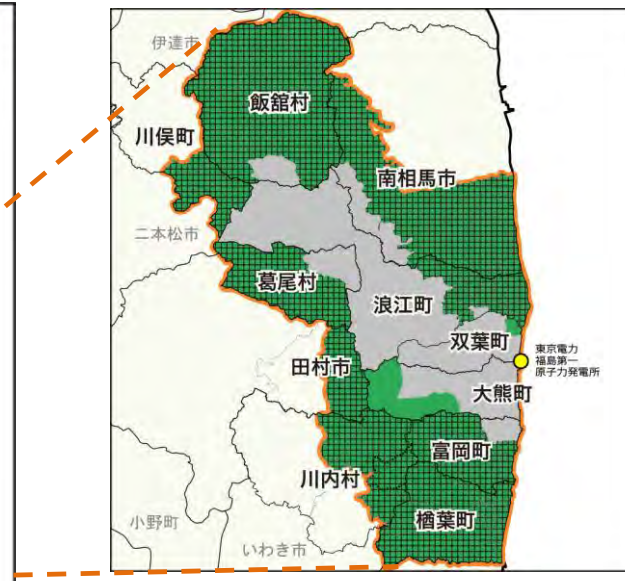 伊達市
飯舘村
川俣町
南相馬市
二本松市
葛尾村
浪江町
双葉町
東京電力
福島第一
原子力発電所
田村市
大熊町
富岡町
川内村
楢葉町
小野町
いわき市